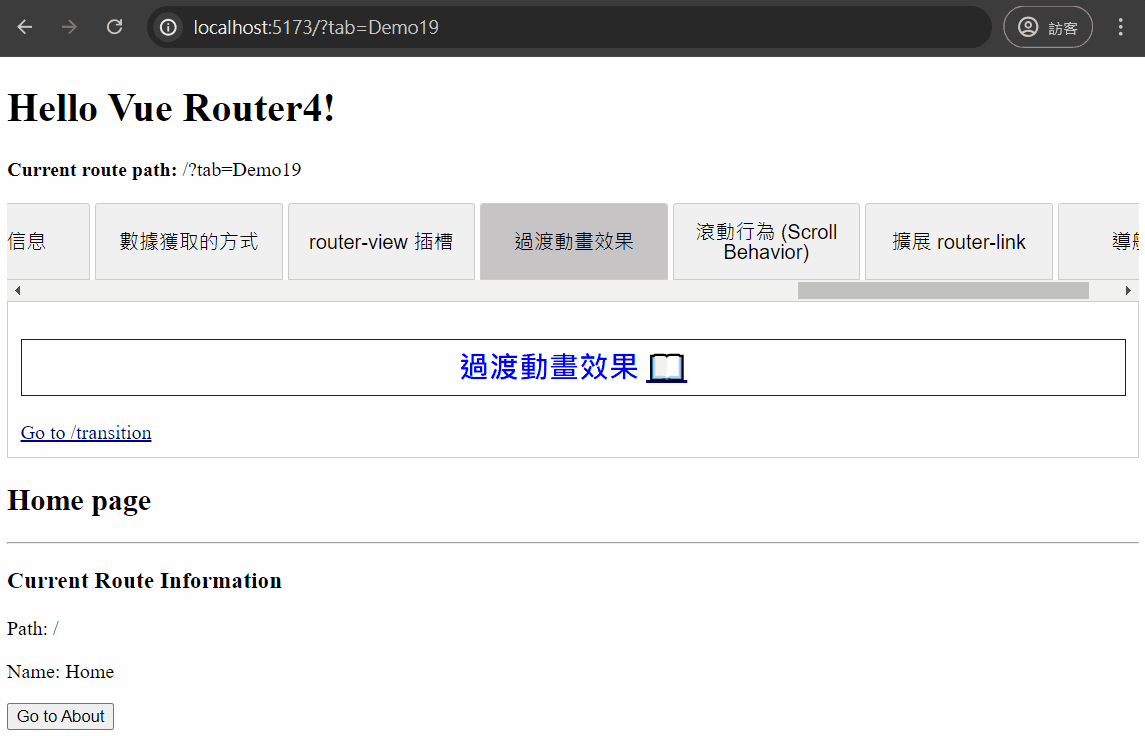 localhost:5173/?tab=Demo19
訪客
Hello Vue Router4!
Current route path: /?tab=Demo19
信息
數據獲取的方式
router-view 插槽
過渡動畫效果
滾動行為 (Scroll
Behavior)
擴展 router-link
導航
過渡動畫效果 📖
Go to /transition
Home page
Current Route Information
Path: /
Name: Home
Go to About